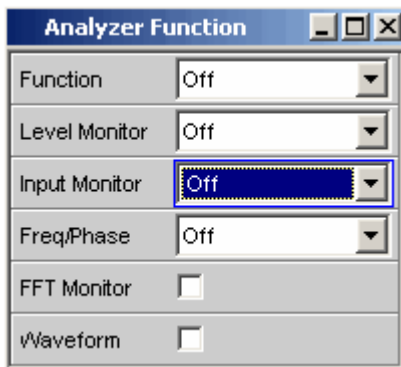 Analyzer Function
Function Off
Level Monitor Off
Input Monitor Off
Freq/Phase Off
FFT Monitor
Waveform